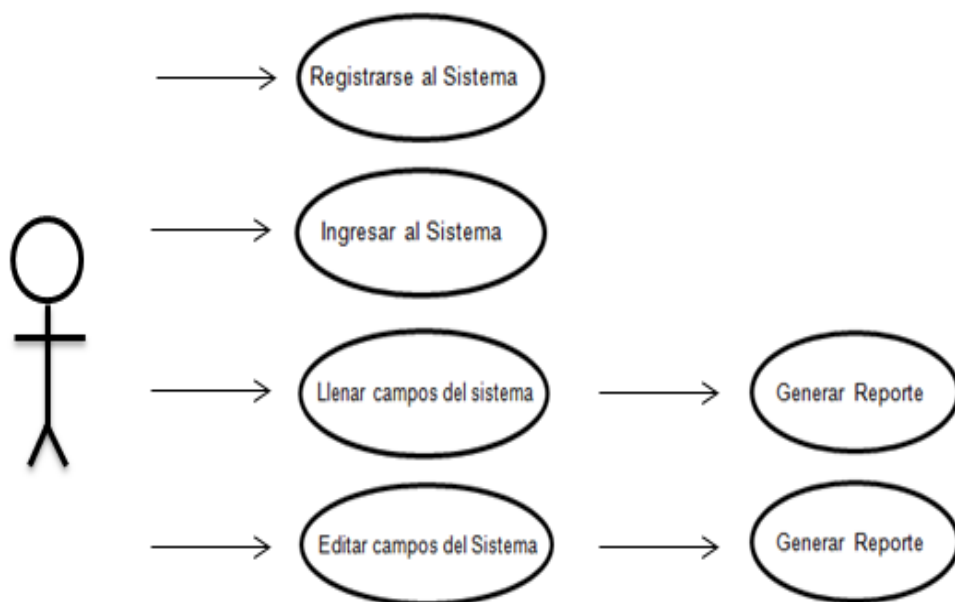 Registrarse al Sistema
Ingresar al Sistema
Llenar campos del sistema
Generar Reporte
Editar campos del Sistema
Generar Reporte